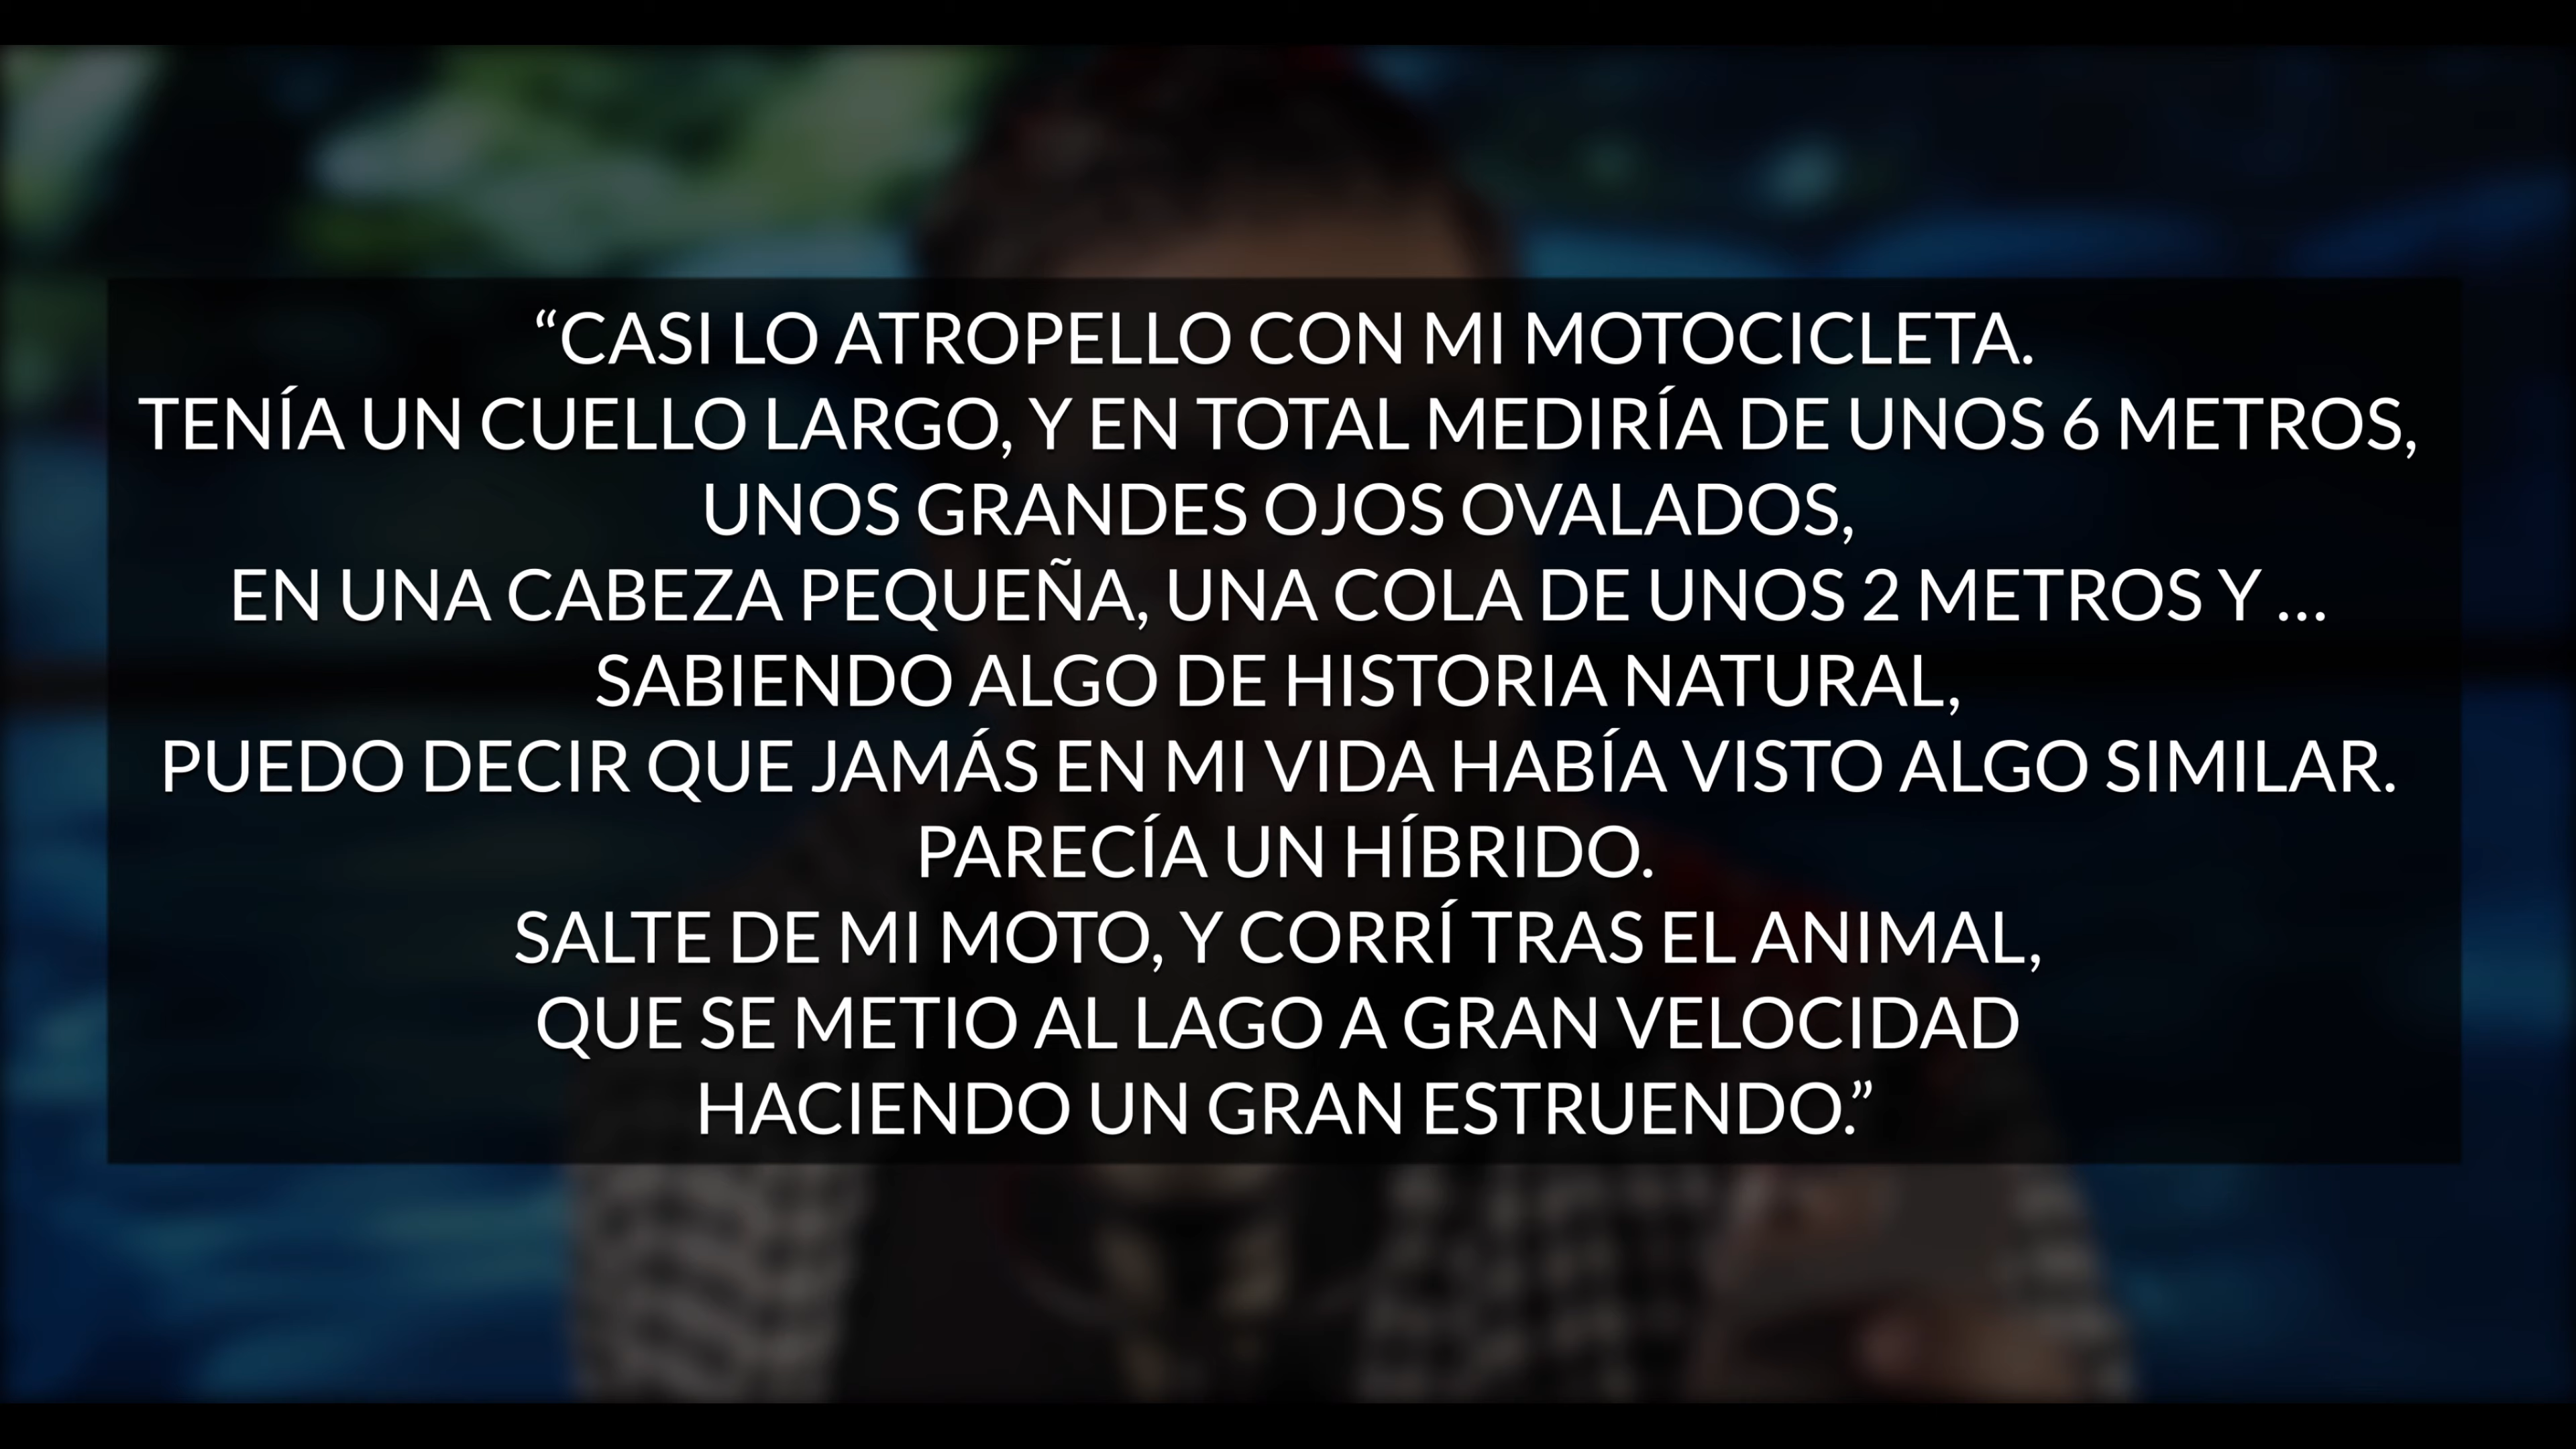 “CASI LO ATROPELLO CON MI MOTOCICLETA.
TENÍA UN CUELLO LARGO, Y EN TOTAL MEDIRÍA DE UNOS 6 METROS,
UNOS GRANDES OJOS OVALADOS,
EN UNA CABEZA PEQUEÑA, UNA COLA DE UNOS 2 METROS Y ...
SABIENDO ALGO DE HISTORIA NATURAL,
PUEDO DECIR QUE JAMÁS EN MI VIDA HABÍA VISTO ALGO SIMILAR.
PARECÍA UN HÍBRIDO.
SALTE DE MI MOTO, Y CORRÍ TRAS EL ANIMAL,
QUE SE METIO AL LAGO A GRAN VELOCIDAD
HACIENDO UN GRAN ESTRUENDO.”